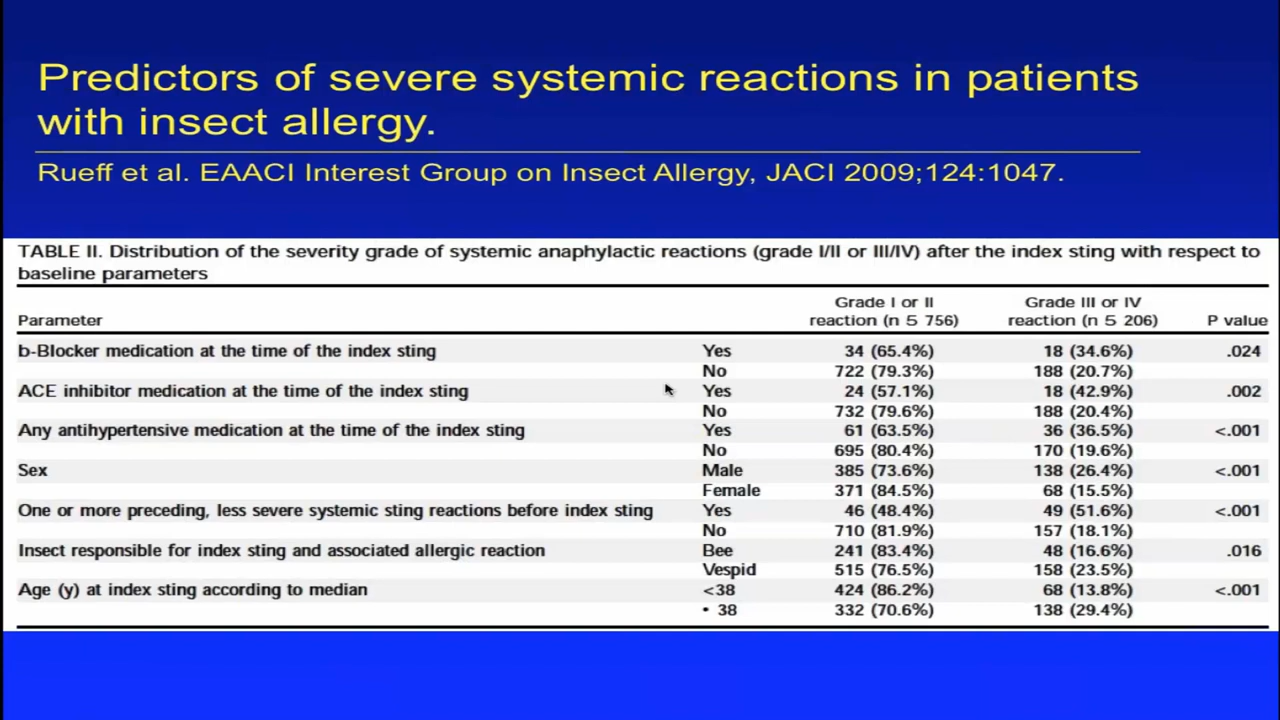 Predictors of severe systemic reactions in patients
with insect allergy.
Rueff et al. EAACI Interest Group on Insect Allergy, JACI 2009;124:1047.
TABLE II. Distribution of the severity grade of systemic anaphylactic reactions (grade I/II or III/IV) after the index sting with respect to
baseline parameters
Grade I or II Grade III or IV
Parameter reaction (n 5 756) reaction (n 5 206) P value
b-Blocker medication at the time of the index sting Yes 34 (65.4%) 18 (34.6%) .024
No 722 (79.3%) 188 (20.7%)
ACE inhibitor medication at the time of the index sting Yes 24 (57.1%) 18 (42.9%) .002
No 732 (79.6%) 188 (20.4%)
Any antihypertensive medication at the time of the index sting Yes 61 (63.5%) 36 (36.5%) <.001
No 695 (80.4%) 170 (19.6%)
Sex Male 385 (73.6%) 138 (26.4%) <.001
Female 371 (84.5%) 68 (15.5%)
One or more preceding, less severe systemic sting reactions before index sting Yes 46 (48.4%) 49 (51.6%) <.001
No 710 (81.9%) 157 (18.1%)
Insect responsible for index sting and associated allergic reaction Bee 241 (83.4%) 48 (16.6%) .016
Vespid 515 (76.5%) 158 (23.5%)
Age (y) at index sting according to median <38 424 (86.2%) 68 (13.8%) <.001
• 38 332 (70.6%) 138 (29.4%)